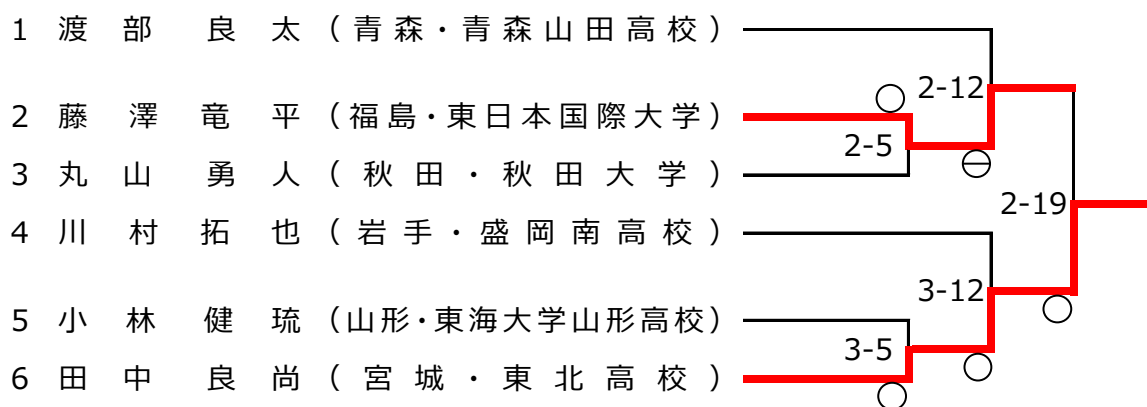 1 渡部 良太 (青森・青森山田高校)
2-12
2 藤澤竜平 (福島・東日本国際大学)
2-5
3 丸山 勇人 (秋田・秋田大学)
2-19
4 川村拓也 (岩手・盛岡南高校)
3-12
5 小林 健琉 (山形・東海大学山形高校)
3-5
6 田中良尚 (宮城・東北高校)